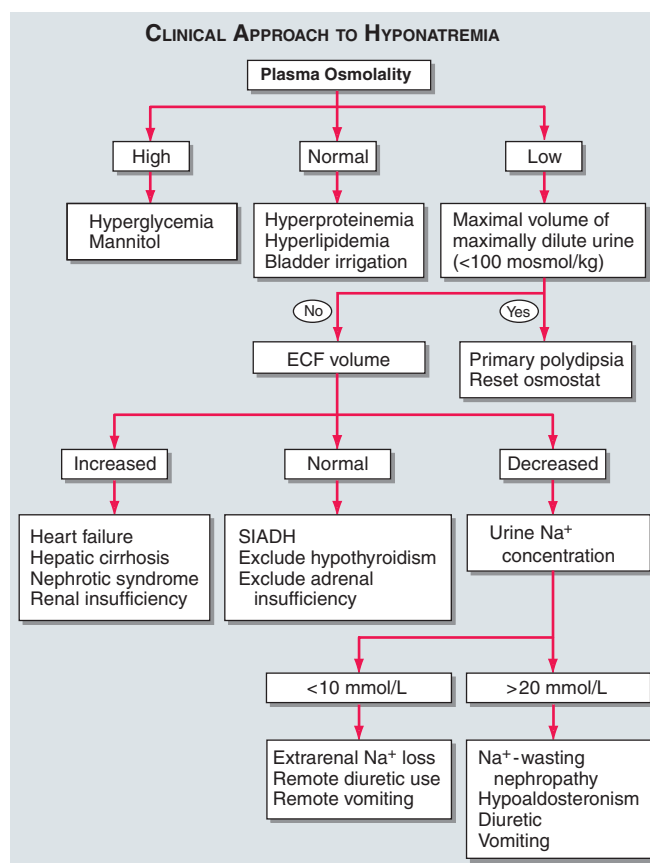 CLINICAL APPROACH TO HYPONATREMIA
Plasma Osmolality
High
Normal
Low
Hyperglycemia
Mannitol
Hyperproteinemia
Hyperlipidemia
Bladder irrigation
Maximal volume of
maximally dilute urine
(<100 mosmol/kg)
No
Yes
ECF volume
Primary polydipsia
Reset osmostat
Increased
Normal
Decreased
Heart failure
Hepatic cirrhosis
Nephrotic syndrome
Renal insufficiency
SIADH
Exclude hypothyroidism
Exclude adrenal
insufficiency
Urine Na⁺
concentration
<10 mmol/L
>20 mmol/L
Extrarenal Na⁺ loss
Remote diuretic use
Remote vomiting
Na⁺-wasting
nephropathy
Hypoaldosteronism
Diuretic
Vomiting